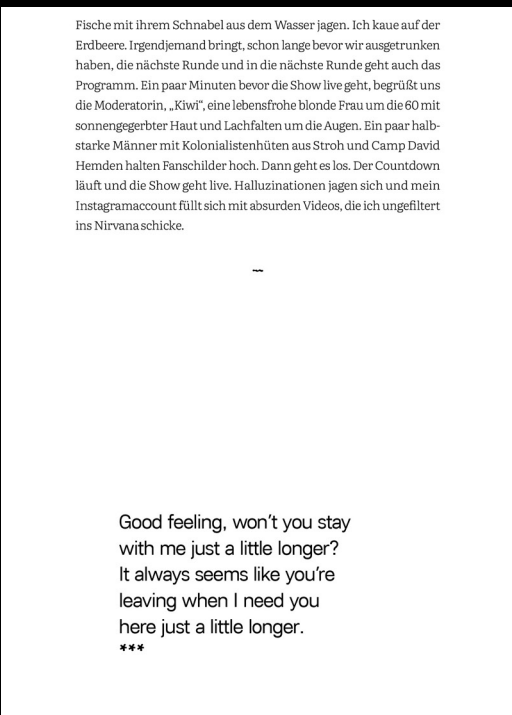 Fische mit ihrem Schnabel aus dem Wasser jagen. Ich kaue auf der
Erdbeere. Irgendjemand bringt, schon lange bevor wir ausgetrunken
haben, die nächste Runde und in die nächste Runde geht auch das
Programm. Ein paar Minuten bevor die Show live geht, begrüßt uns
die Moderatorin, „Kiwi“, eine lebensfrohe blonde Frau um die 60 mit
sonnengegerbter Haut und Lachfalten um die Augen. Ein paar halb-
starke Männer mit Kolonialistenhüten aus Stroh und Camp David
Hemden halten Fanschilder hoch. Dann geht es los. Der Countdown
läuft und die Show geht live. Halluzinationen jagen sich und mein
Instagramaccount füllt sich mit absurden Videos, die ich ungefiltert
ins Nirvana schicke.
~
Good feeling, won't you stay
with me just a little longer?
It always seems like you're
leaving when I need you
here just a little longer.
***